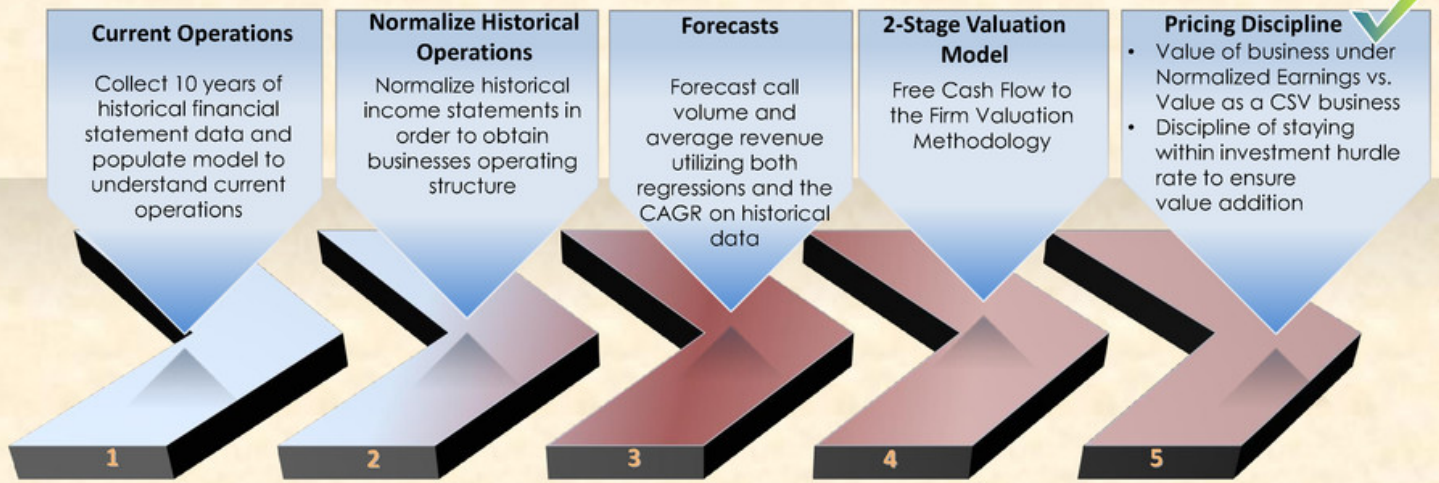 Current Operations
Collect 10 years of
historical financial
statement data and
populate model to
understand current
operations
Normalize Historical
Operations
Normalize historical
income statements in
order to obtain
businesses operating
structure
Forecasts
Forecast call
volume and
average revenue
utilizing both
regressions and the
CAGR on historical
data
2-Stage Valuation
Model
Free Cash Flow to
the Firm Valuation
Methodology
Pricing Discipline
• Value of business under
Normalized Earnings vs.
Value as a CSV business
• Discipline of staying
within investment hurdle
rate to ensure
value addition
1
2
3
4
5